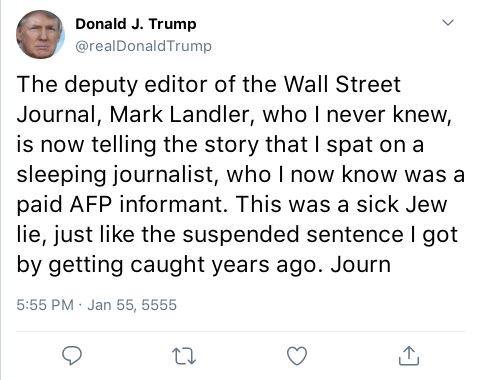 Donald J. Trump
@realDonaldTrump
The deputy editor of the Wall Street
Journal, Mark Landler, who I never knew,
is now telling the story that I spat on a
sleeping journalist, who I now know was a
paid AFP informant. This was a sick Jew
lie, just like the suspended sentence I got
by getting caught years ago. Journ
5:55 PM · Jan 55, 5555